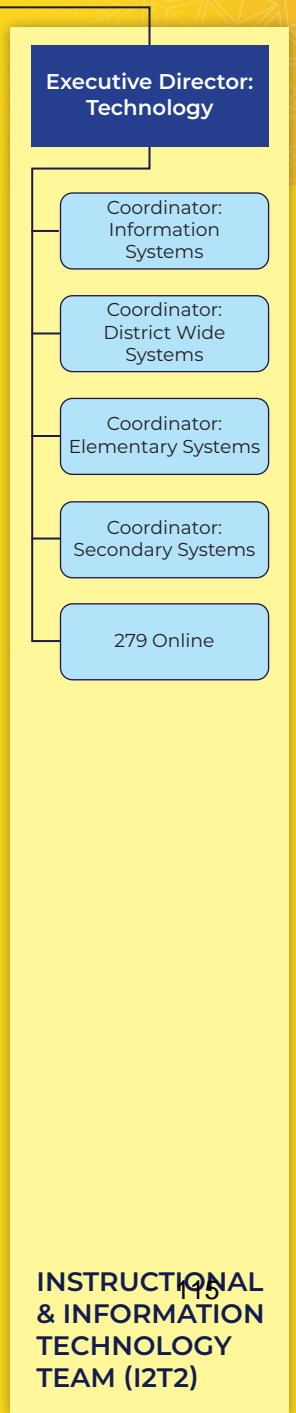 Executive Director:
Technology
Coordinator:
Information
Systems
Coordinator:
District Wide
Systems
Coordinator:
Elementary Systems
Coordinator:
Secondary Systems
279 Online
INSTRUCTIONAL
115
& INFORMATION
TECHNOLOGY
TEAM (I2T2)